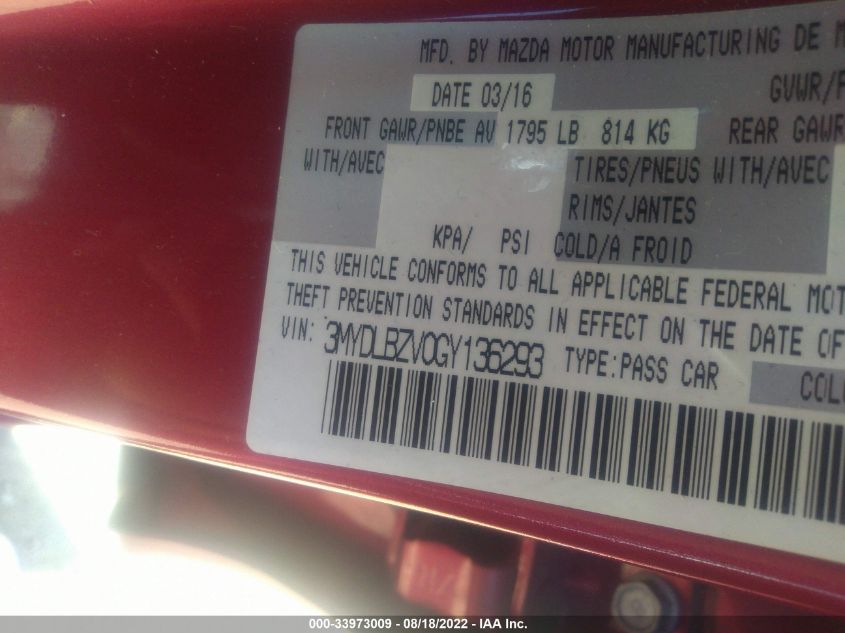 MFD. BY MAZDA MOTOR MANUFACTURING DE M
DATE 03/16 GVWR/P
FRONT GAWR/PNBE AV 1795 LB 814 KG REAR GAWR
WITH/AVEC TIRES/PNEUS WITH/AVEC
RIMS/JANTES
KPA/ PSI COLD/A FROID
THIS VEHICLE CONFORMS TO ALL APPLICABLE FEDERAL MOT
THEFT PREVENTION STANDARDS IN EFFECT ON THE DATE OF
VIN: 3MYDLBZV0GY136293 TYPE:PASS CAR
COLO
000-33973009 - 08/18/2022 - IAA Inc.